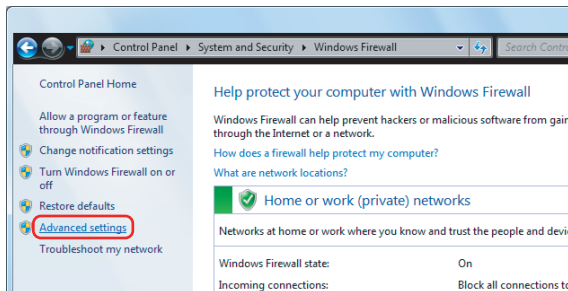 Control Panel ▸ System and Security ▸ Windows Firewall
Search Contr
Control Panel Home
Allow a program or feature
through Windows Firewall
Change notification settings
Turn Windows Firewall on or
off
Restore defaults
Advanced settings
Troubleshoot my network
Help protect your computer with Windows Firewall
Windows Firewall can help prevent hackers or malicious software from gain
through the Internet or a network.
How does a firewall help protect my computer?
What are network locations?
Home or work (private) networks
Networks at home or work where you know and trust the people and devi
Windows Firewall state: On
Incoming connections: Block all connections to